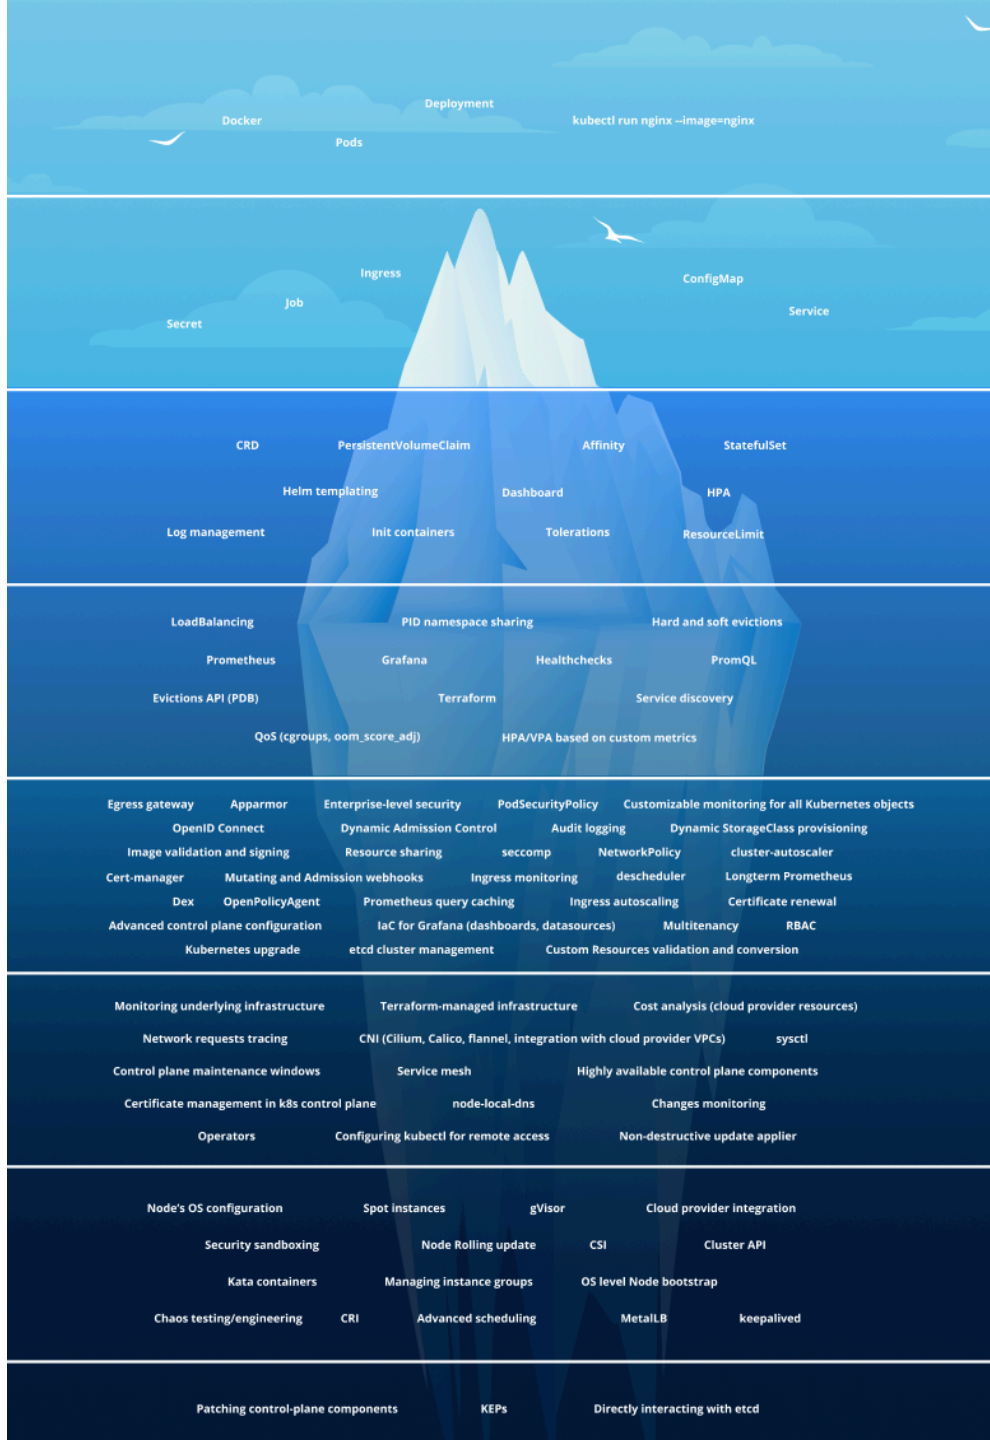 Deployment
Docker kubectl run nginx --image=nginx
Pods
Ingress ConfigMap
Job Service
Secret
CRD PersistentVolumeClaim Affinity StatefulSet
Helm templating Dashboard HPA
Log management Init containers Tolerations ResourceLimit
LoadBalancing PID namespace sharing Hard and soft evictions
Prometheus Grafana Healthchecks PromQL
Evictions API (PDB) Terraform Service discovery
QoS (cgroups, oom_score_adj) HPA/VPA based on custom metrics
Egress gateway Apparmor Enterprise-level security PodSecurityPolicy Customizable monitoring for all Kubernetes objects
OpenID Connect Dynamic Admission Control Audit logging Dynamic StorageClass provisioning
Image validation and signing Resource sharing seccomp NetworkPolicy cluster-autoscaler
Cert-manager Mutating and Admission webhooks Ingress monitoring descheduler Longterm Prometheus
Dex OpenPolicyAgent Prometheus query caching Ingress autoscaling Certificate renewal
Advanced control plane configuration IaC for Grafana (dashboards, datasources) Multitenancy RBAC
Kubernetes upgrade etcd cluster management Custom Resources validation and conversion
Monitoring underlying infrastructure Terraform-managed infrastructure Cost analysis (cloud provider resources)
Network requests tracing CNI (Cilium, Calico, flannel, integration with cloud provider VPCs) sysctl
Control plane maintenance windows Service mesh Highly available control plane components
Certificate management in k8s control plane node-local-dns Changes monitoring
Operators Configuring kubectl for remote access Non-destructive update applier
Node's OS configuration Spot instances gVisor Cloud provider integration
Security sandboxing Node Rolling update CSI Cluster API
Kata containers Managing instance groups OS level Node bootstrap
Chaos testing/engineering CRI Advanced scheduling MetalLB keepalived
Patching control-plane components KEPs Directly interacting with etcd